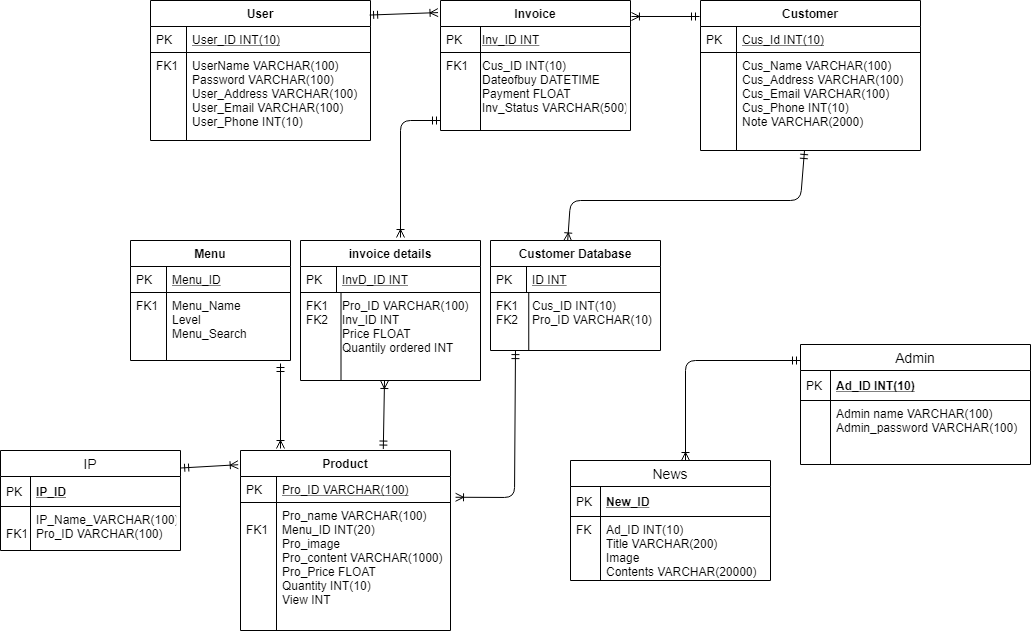 User
PK User_ID INT(10)
FK1 UserName VARCHAR(100)
Password VARCHAR(100)
User_Address VARCHAR(100)
User_Email VARCHAR(100)
User_Phone INT(10)
Invoice
PK Inv_ID INT
FK1 Cus_ID INT(10)
Dateofbuy DATETIME
Payment FLOAT
Inv_Status VARCHAR(500)
Customer
PK Cus_Id INT(10)
Cus_Name VARCHAR(100)
Cus_Address VARCHAR(100)
Cus_Email VARCHAR(100)
Cus_Phone INT(10)
Note VARCHAR(2000)
Menu
PK Menu_ID
FK1 Menu_Name
Level
Menu_Search
invoice details
PK InvD_ID INT
FK1 Pro_ID VARCHAR(100)
FK2 Inv_ID INT
Price FLOAT
Quantily ordered INT
Customer Database
PK ID INT
FK1 Cus_ID INT(10)
FK2 Pro_ID VARCHAR(10)
Admin
PK Ad_ID INT(10)
Admin name VARCHAR(100)
Admin_password VARCHAR(100)
IP
PK IP_ID
IP_Name_VARCHAR(100)
FK1 Pro_ID VARCHAR(100)
Product
PK Pro_ID VARCHAR(100)
Pro_name VARCHAR(100)
FK1 Menu_ID INT(20)
Pro_image
Pro_content VARCHAR(1000)
Pro_Price FLOAT
Quantity INT(10)
View INT
News
PK New_ID
FK Ad_ID INT(10)
Title VARCHAR(200)
Image
Contents VARCHAR(20000)